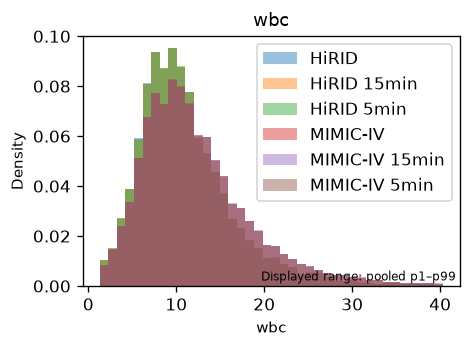 wbc
Density
0.10
0.08
0.06
0.04
0.02
0.00
HiRID
HiRID 15min
HiRID 5min
MIMIC-IV
MIMIC-IV 15min
MIMIC-IV 5min
Displayed range: pooled p1–p99
0 10 20 30 40
wbc